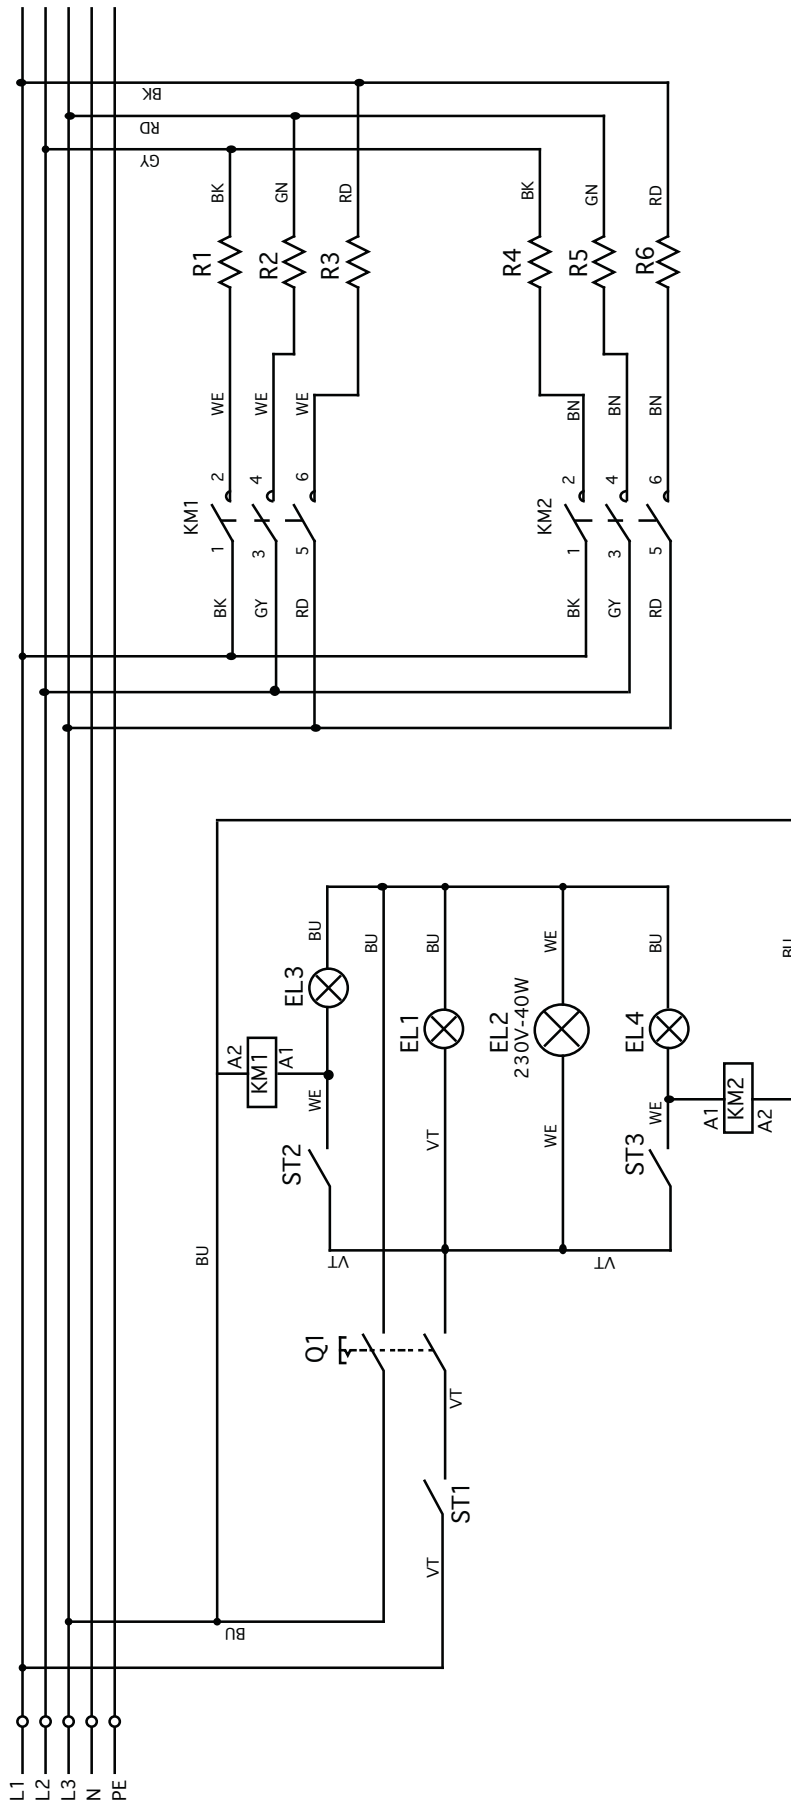 BK
RD
GY
BK
GN
RD
BK
GN
RD
R1
R2
R3
R4
R5
R6
WE
WE
WE
BN
BN
BN
2
4
6
2
4
6
KM1
KM2
1
3
5
1
3
5
BK
GY
RD
BK
GY
RD
BU
BU
BU
WE
BU
BU
EL3
EL1
EL2
230V-40W
EL4
A2
KM1
A1
A1
KM2
A2
WE
VT
WE
WE
ST2
ST3
BU
VT
VT
Q1
VT
ST1
VT
BU
L1
L2
L3
N
PE